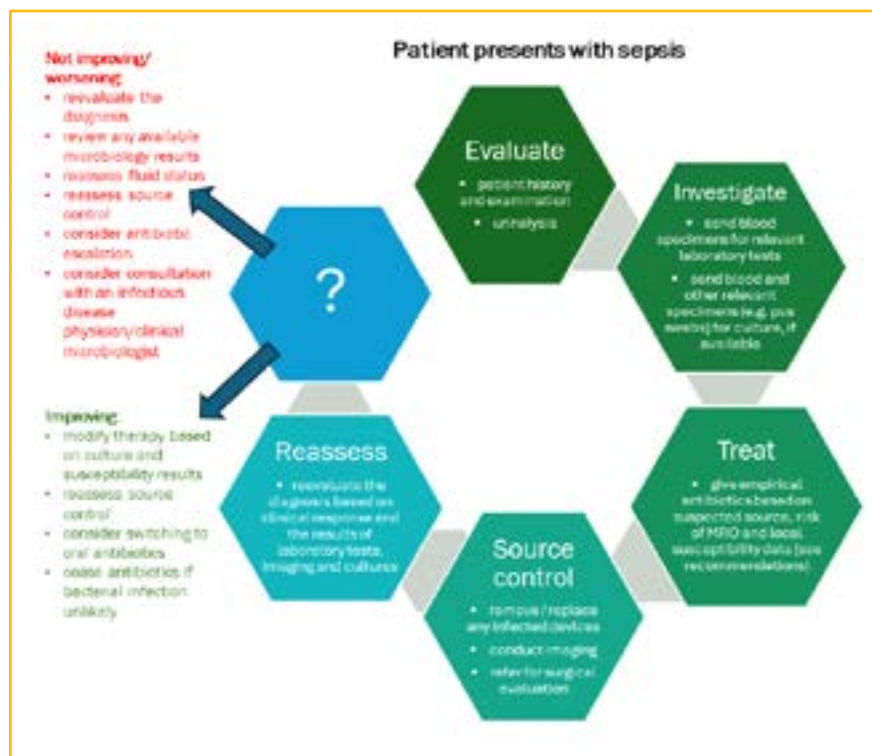 Patient presents with sepsis
Evaluate
• patient history
and examination
• urinalysis
Investigate
• send blood
specimens for relevant
laboratory tests
• send blood and
other relevant
specimens (e.g. pus
swabs) for culture, if
available
Treat
• give empirical
antibiotics based on
suspected source, risk
of MRO and local
susceptibility data (see
recommendations)
Source
control
• remove/replace
any infected devices
• conduct imaging
• refer for surgical
evaluation
Reassess
• reevaluate the
diagnosis based on
clinical response and
the results of
laboratory tests,
imaging and cultures
?
Not improving/
worsening:
• reevaluate the
diagnosis
• review any available
microbiology results
• reassess fluid status
• reassess source
control
• consider antibiotic
escalation
• consider consultation
with an infectious
disease
physician/clinical
microbiologist
Improving:
• modify therapy based
on culture and
susceptibility results
• reassess source
control
• consider switching to
oral antibiotics
• cease antibiotics if
bacterial infection
unlikely